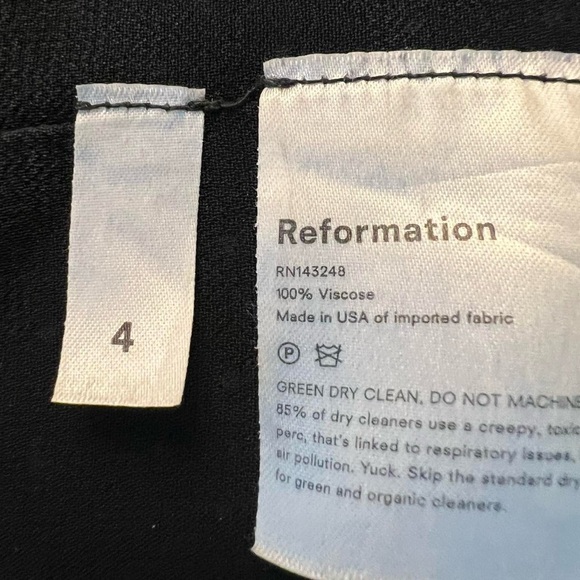 4
Reformation
RN143248
100% Viscose
Made in USA of imported fabric
P
GREEN DRY CLEAN, DO NOT MACHINE
85% of dry cleaners use a creepy, toxic
perc, that's linked to respiratory issues,
air pollution. Yuck. Skip the standard dry
for green and organic cleaners.